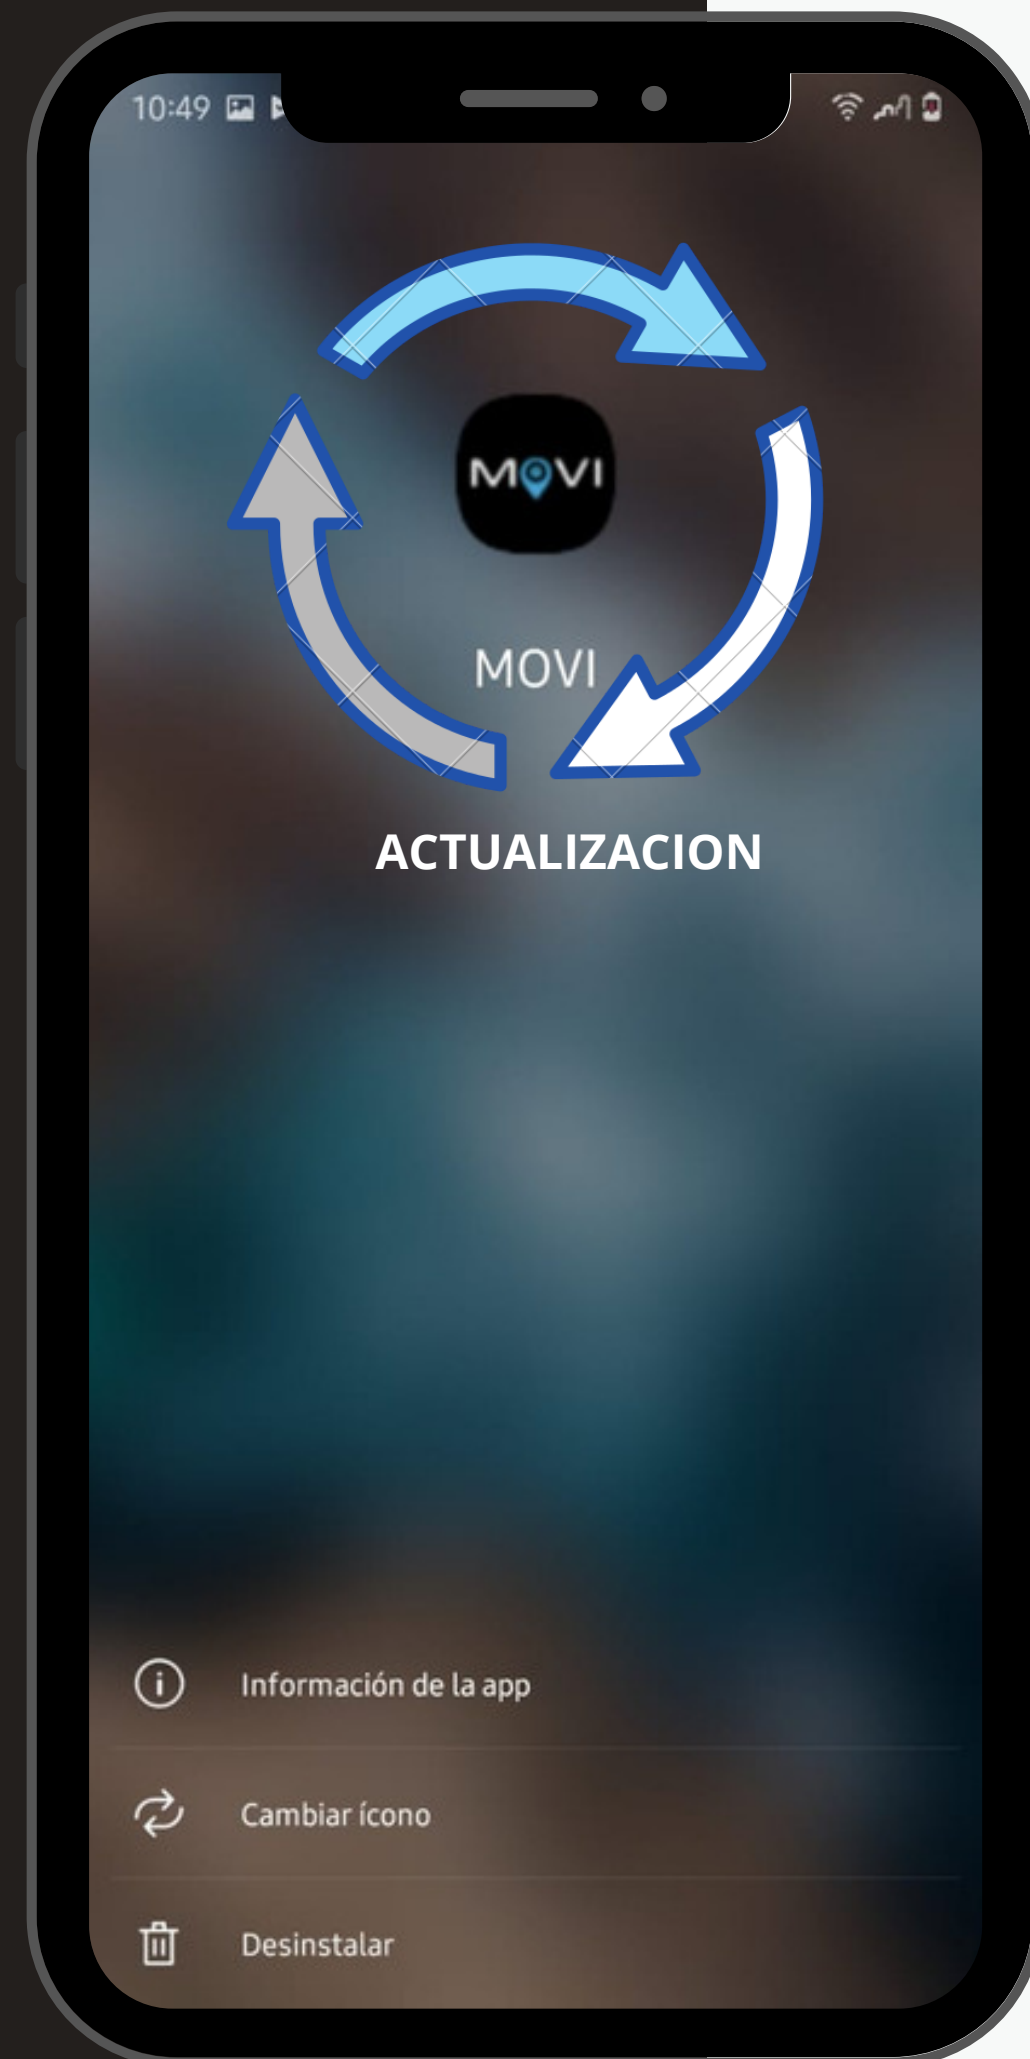 10:49
MOVI
MOVI
ACTUALIZACION
Información de la app
Cambiar ícono
Desinstalar